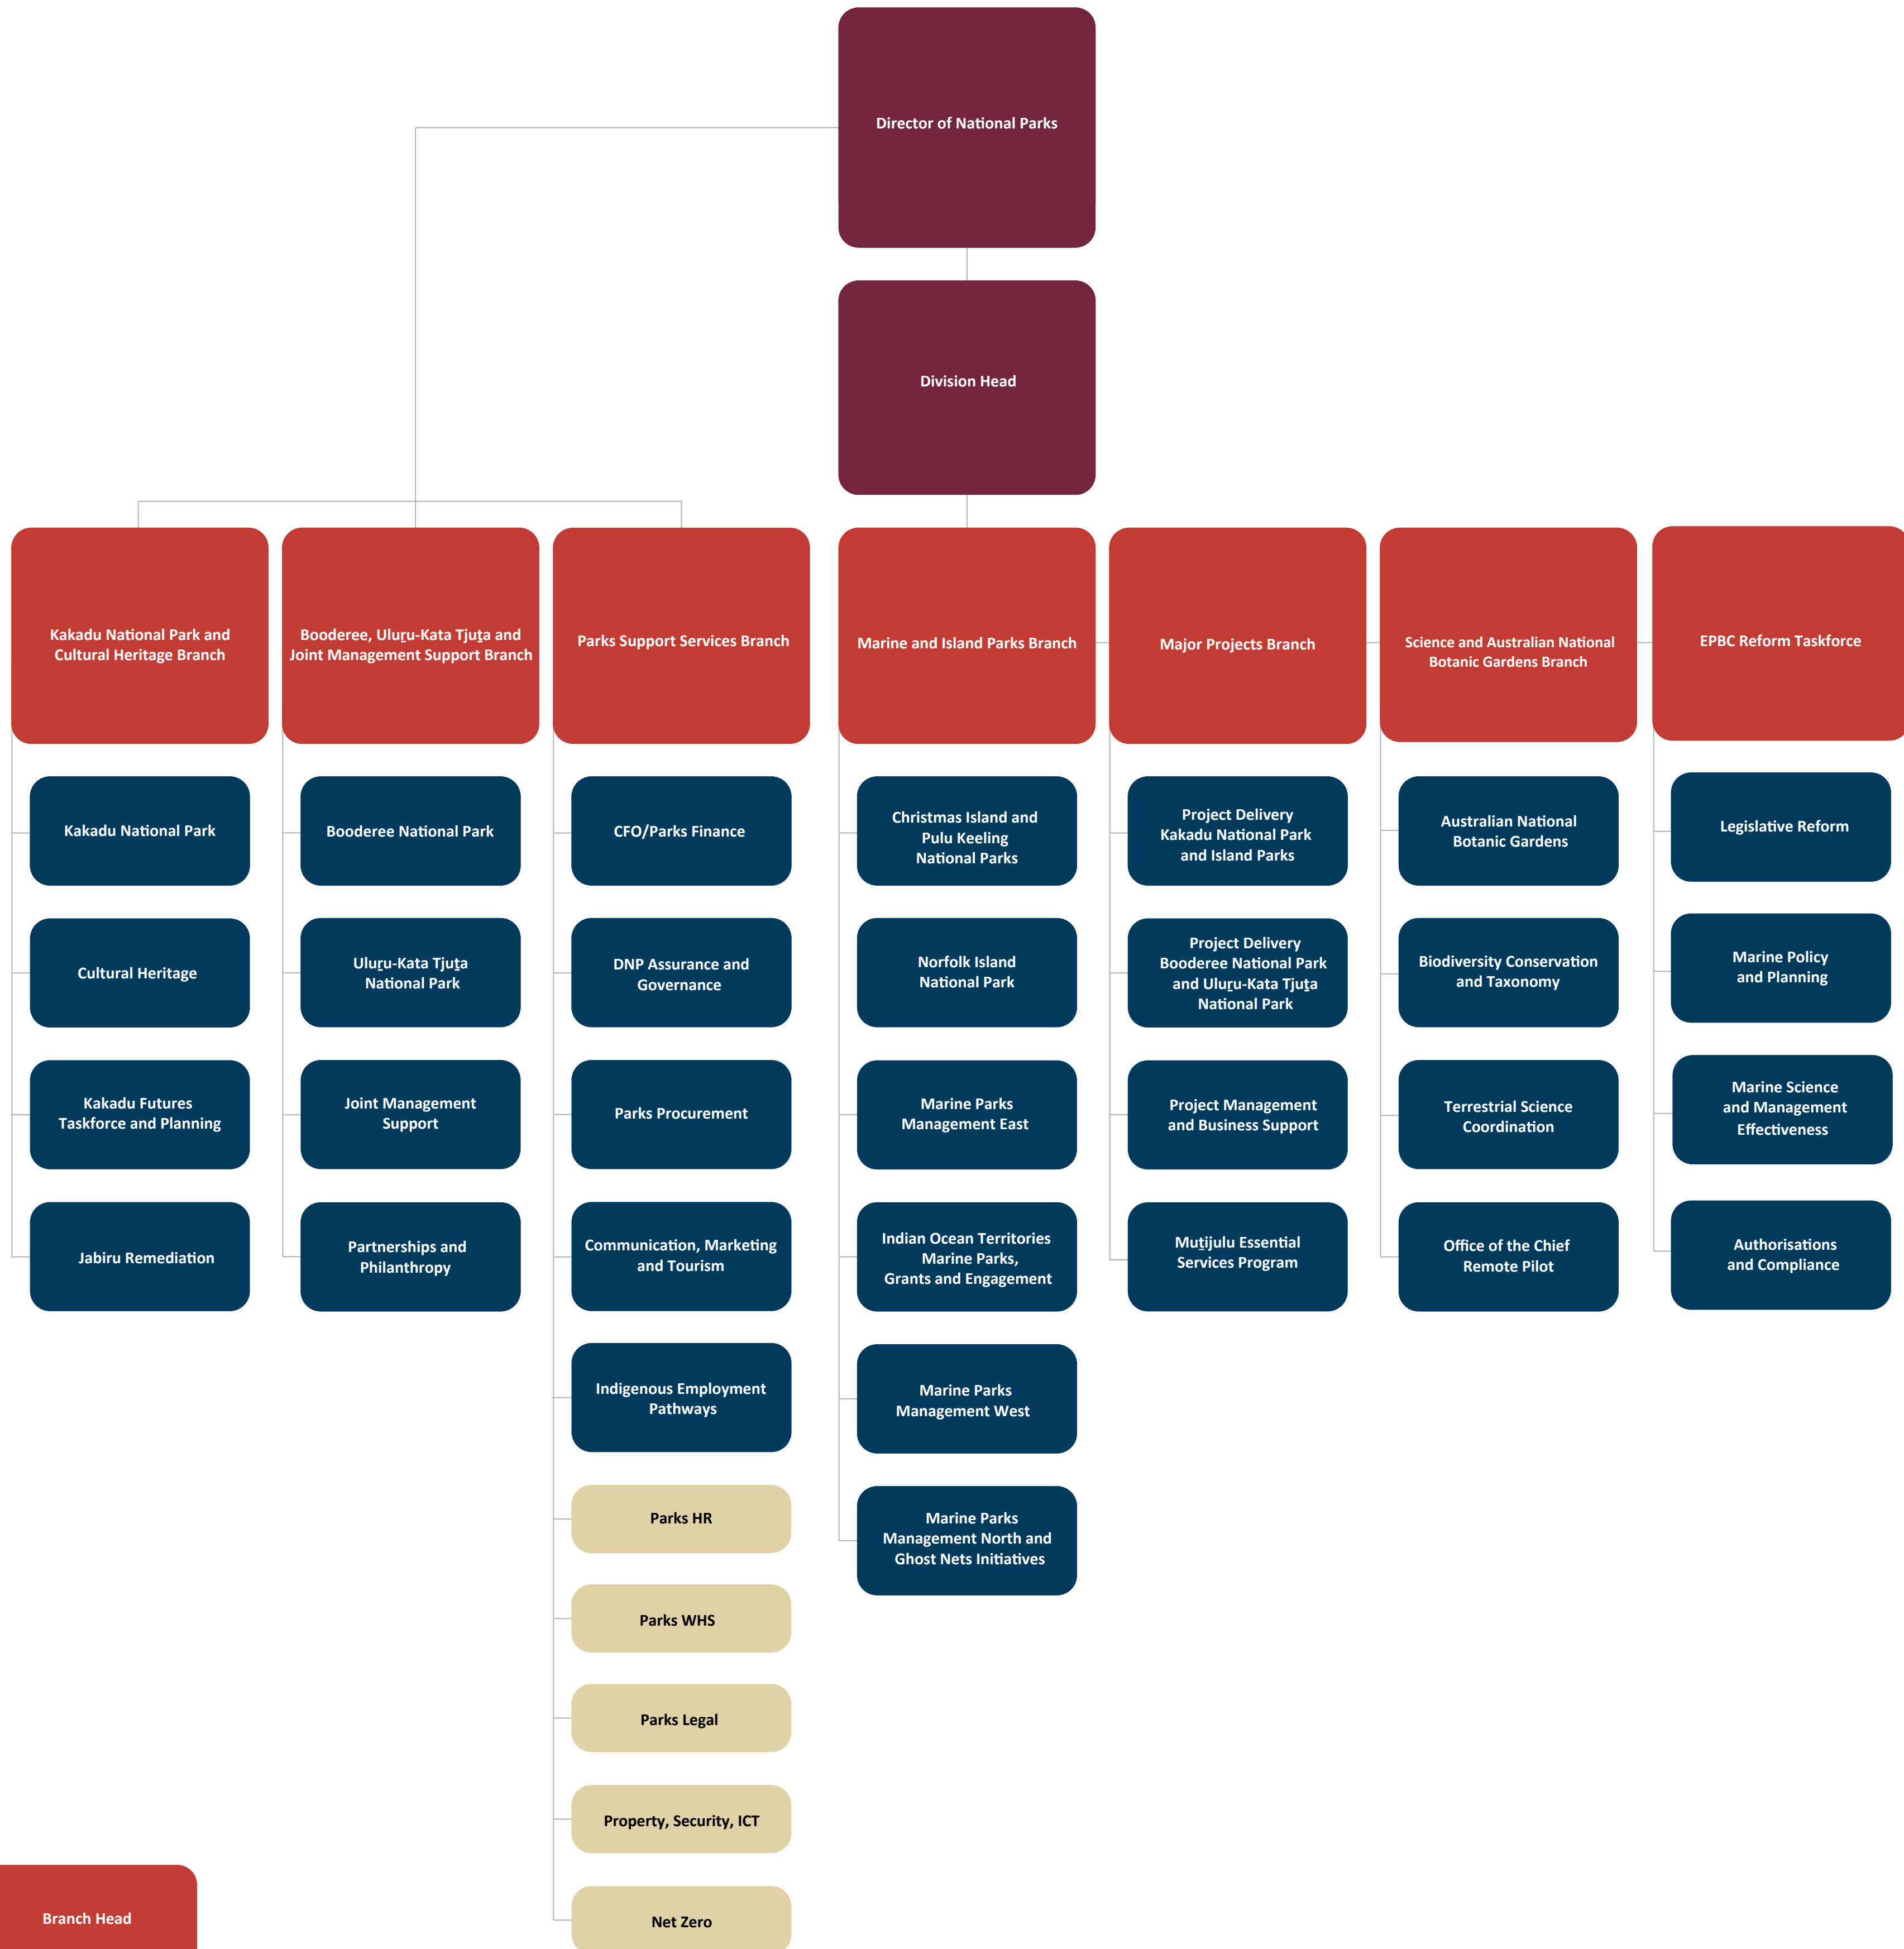 Director of National Parks
Division Head
Kakadu National Park and
Cultural Heritage Branch
Booderee, Uluṟu-Kata Tjuṯa and
Joint Management Support Branch
Parks Support Services Branch
Marine and Island Parks Branch
Major Projects Branch
Science and Australian National
Botanic Gardens Branch
EPBC Reform Taskforce
Kakadu National Park
Cultural Heritage
Kakadu Futures
Taskforce and Planning
Jabiru Remediation
Booderee National Park
Uluṟu-Kata Tjuṯa
National Park
Joint Management
Support
Partnerships and
Philanthropy
CFO/Parks Finance
DNP Assurance and
Governance
Parks Procurement
Communication, Marketing
and Tourism
Indigenous Employment
Pathways
Parks HR
Parks WHS
Parks Legal
Property, Security, ICT
Net Zero
Christmas Island and
Pulu Keeling
National Parks
Norfolk Island
National Park
Marine Parks
Management East
Indian Ocean Territories
Marine Parks,
Grants and Engagement
Marine Parks
Management West
Marine Parks
Management North and
Ghost Nets Initiatives
Project Delivery
Kakadu National Park
and Island Parks
Project Delivery
Booderee National Park
and Uluṟu-Kata Tjuṯa
National Park
Project Management
and Business Support
Muṯitjulu Essential
Services Program
Australian National
Botanic Gardens
Biodiversity Conservation
and Taxonomy
Terrestrial Science
Coordination
Office of the Chief
Remote Pilot
Legislative Reform
Marine Policy
and Planning
Marine Science
and Management
Effectiveness
Authorisations
and Compliance
Branch Head